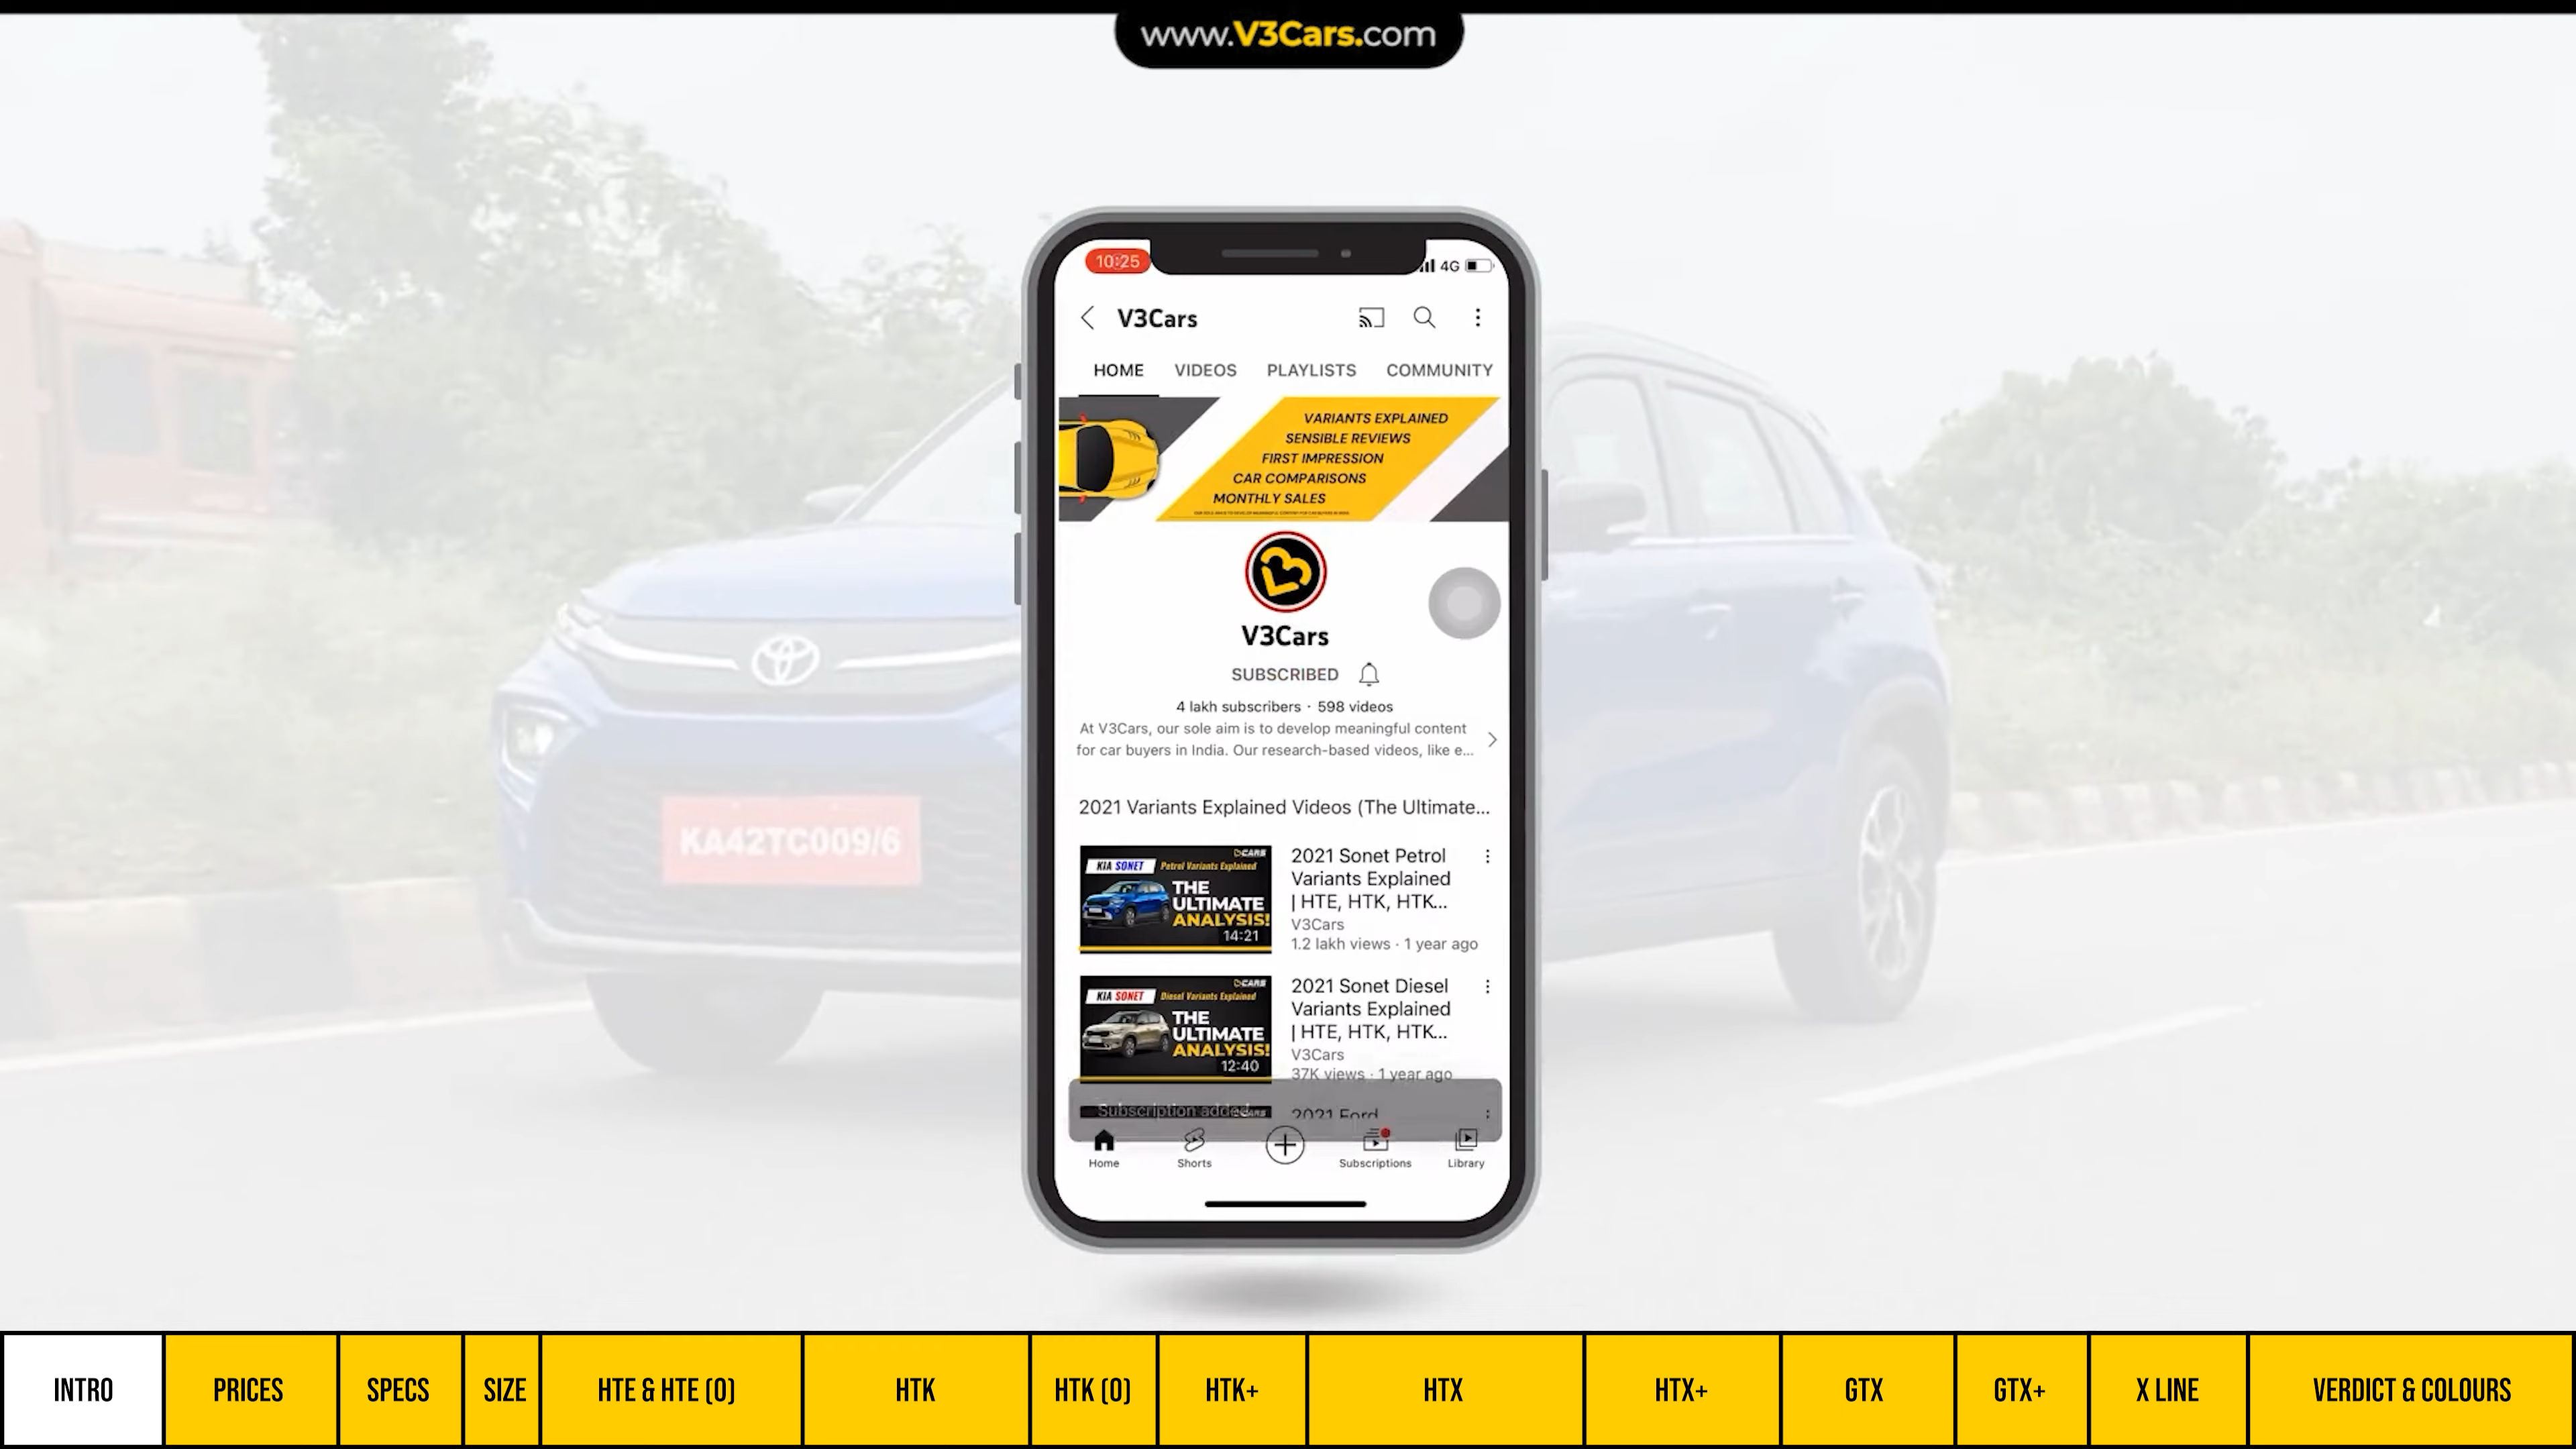 www.V3Cars.com
10:25
4G
V3Cars
HOME VIDEOS PLAYLISTS COMMUNITY
VARIANTS EXPLAINED
SENSIBLE REVIEWS
FIRST IMPRESSION
CAR COMPARISONS
MONTHLY SALES
V3Cars
SUBSCRIBED
4 lakh subscribers · 598 videos
At V3Cars, our sole aim is to develop meaningful content
for car buyers in India. Our research-based videos, like e...
KA42TC009/6
2021 Variants Explained Videos (The Ultimate...
KIA SONET Petrol Variants Explained
THE
ULTIMATE
ANALYSIS!
14:21
2021 Sonet Petrol
Variants Explained
| HTE, HTK, HTK...
V3Cars
1.2 lakh views · 1 year ago
KIA SONET Diesel Variants Explained
THE
ULTIMATE
ANALYSIS!
12:40
2021 Sonet Diesel
Variants Explained
| HTE, HTK, HTK...
V3Cars
37K views · 1 year ago
Subscription added
2021 Ford
Home Shorts Subscriptions Library
INTRO PRICES SPECS SIZE HTE & HTE (O) HTK HTK (O) HTK+ HTX HTX+ GTX GTX+ X LINE VERDICT & COLOURS